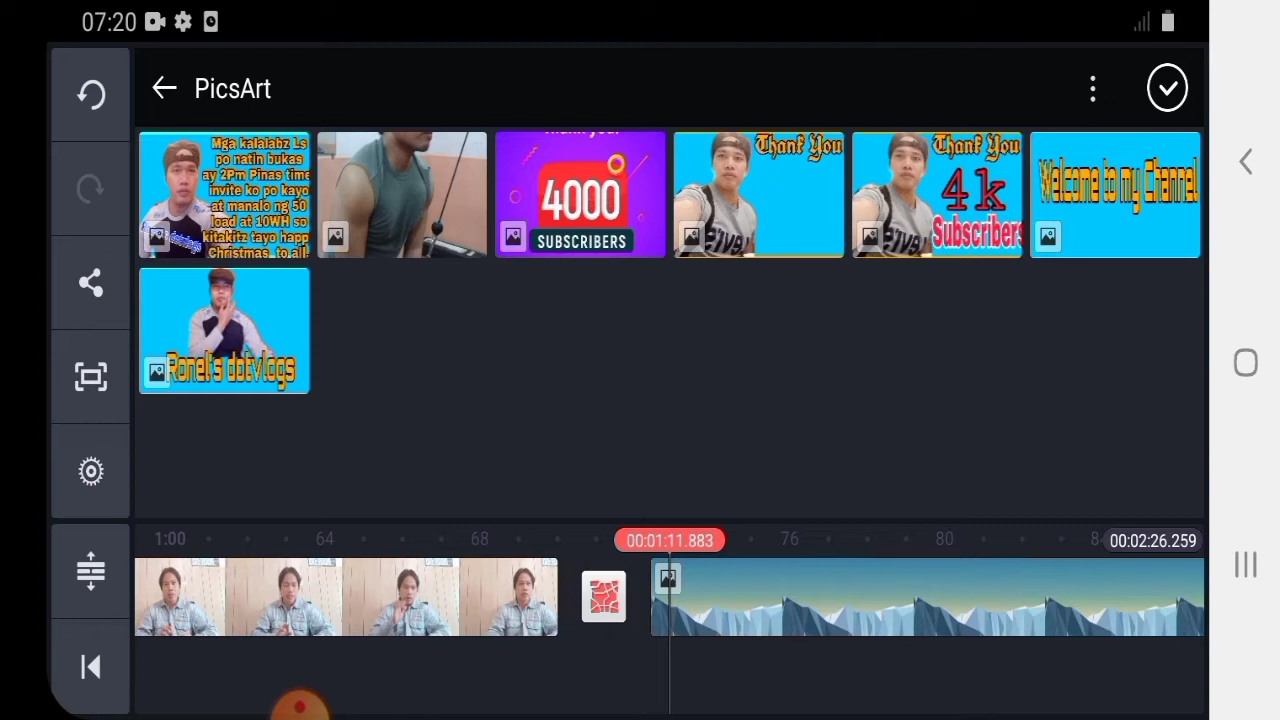 07:20
PicsArt
Mga kalalabz Ls
po natin bukas
ay 2Pm Pinas time
invite ko po kayo
at manalo ng 50
load at 10WH so
kitakitz tayo happ
Christmas to all!
4000
SUBSCRIBERS
Thank You
Thank You
4k
Subscribers
Welcome to my Channel
Ronel's dotvlogs
1:00
64
68
00:01:11.883
76
80
8
00:02:26.259